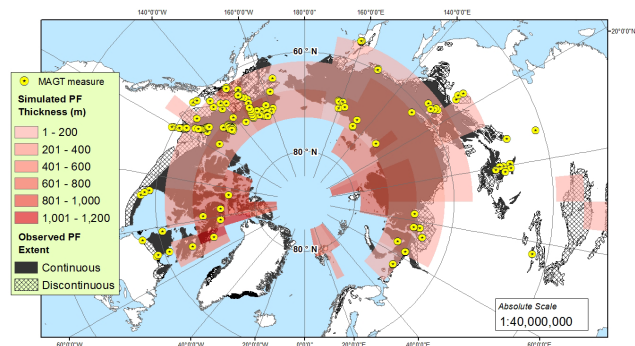 140°0'0"W
160°0'0"W
180°0'0"
160°0'0"E
140°0'0"E
20°0'0"E
60 °N
60 °N
80 °N
80 °N
MAGT measure
Simulated PF
Thickness (m)
1 - 200
201 - 400
401 - 600
601 - 800
801 - 1,000
1,001 - 1,200
Observed PF
Extent
Continuous
Discontinuous
Absolute Scale
1:40,000,000
60°0'0"W
40°0'0"W
20°0'0"W
0°0'0"
20°0'0"E
40°0'0"E
60°0'0"E